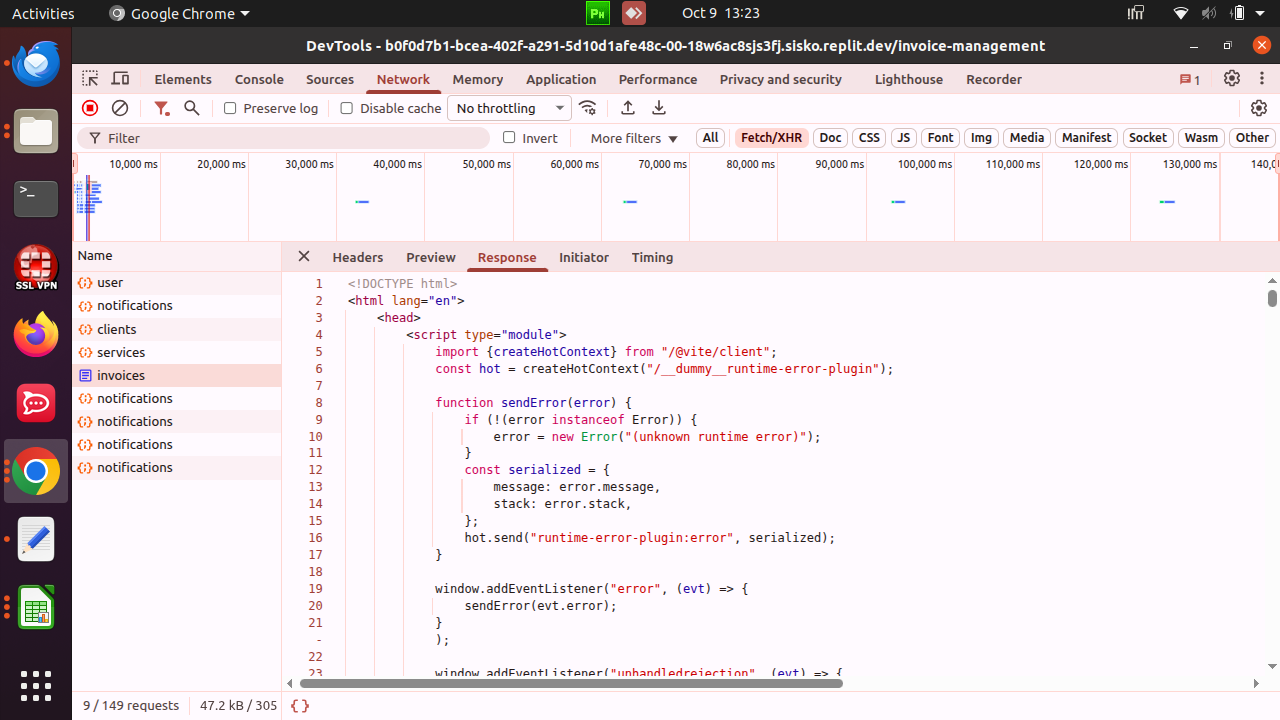 Activities
Google Chrome
Oct 9 13:23
DevTools - b0f0d7b1-bcea-402f-a291-5d10d1afe48c-00-18w6ac8sjs3fj.sisko.replit.dev/invoice-management
Elements
Console
Sources
Network
Memory
Application
Performance
Privacy and security
Lighthouse
Recorder
1
Preserve log
Disable cache
No throttling
Filter
Invert
More filters
All
Fetch/XHR
Doc
CSS
JS
Font
Img
Media
Manifest
Socket
Wasm
Other
10,000 ms
20,000 ms
30,000 ms
40,000 ms
50,000 ms
60,000 ms
70,000 ms
80,000 ms
90,000 ms
100,000 ms
110,000 ms
120,000 ms
130,000 ms
140,0
SSL VPN
Name
user
notifications
clients
services
invoices
notifications
notifications
notifications
notifications
Headers
Preview
Response
Initiator
Timing
1 <!DOCTYPE html>
2 <html lang="en">
3 <head>
4 <script type="module">
5 import {createHotContext} from "/@vite/client";
6 const hot = createHotContext("/__dummy__runtime-error-plugin");
7
8 function sendError(error) {
9 if (!(error instanceof Error)) {
10 error = new Error("(unknown runtime error)");
11 }
12 const serialized = {
13 message: error.message,
14 stack: error.stack,
15 };
16 hot.send("runtime-error-plugin:error", serialized);
17 }
18
19 window.addEventListener("error", (evt) => {
20 sendError(evt.error);
21 }
- );
22
23 window.addEventListener("unhandledrejection", (evt) => {
9 / 149 requests
47.2 kB / 305
{ }